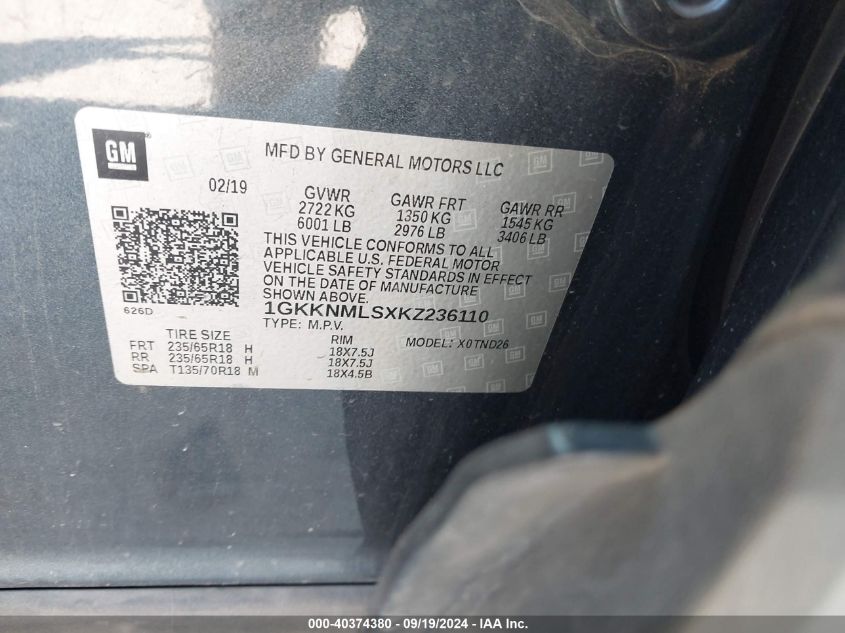 GM
MFD BY GENERAL MOTORS LLC
02/19
GVWR GAWR FRT GAWR RR
2722 KG 1350 KG 1545 KG
6001 LB 2976 LB 3406 LB
THIS VEHICLE CONFORMS TO ALL
APPLICABLE U.S. FEDERAL MOTOR
VEHICLE SAFETY STANDARDS IN EFFECT
ON THE DATE OF MANUFACTURE
SHOWN ABOVE.
626D
1GKKNMLSXKZ236110
TYPE: M.P.V. MODEL: X0TND26
TIRE SIZE RIM
FRT 235/65R18 H 18X7.5J
RR 235/65R18 H 18X7.5J
SPA T135/70R18 M 18X4.5B
000-40374380 - 09/19/2024 - IAA Inc.